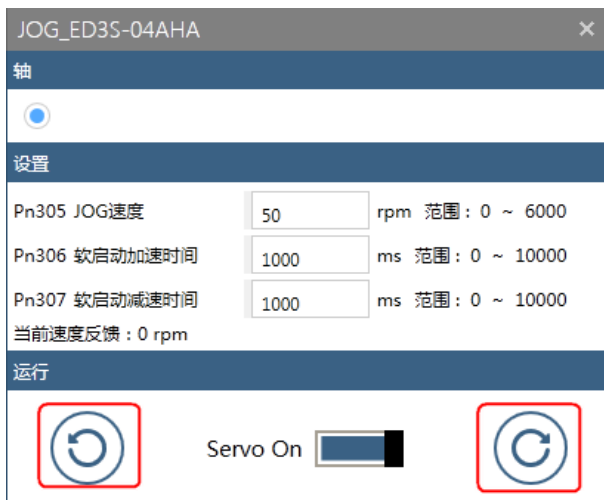 JOG_ED3S-04AHA
轴
设置
Pn305 JOG速度 50 rpm 范围：0 ~ 6000
Pn306 软启动加速时间 1000 ms 范围：0 ~ 10000
Pn307 软启动减速时间 1000 ms 范围：0 ~ 10000
当前速度反馈：0 rpm
运行
Servo On